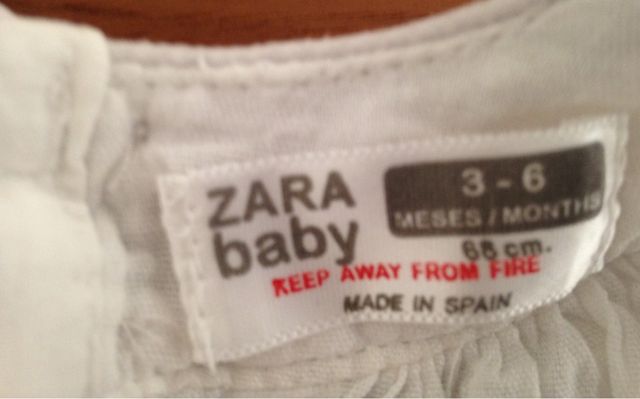 ZARA
baby
3 - 6
MESES / MONTHS
68 cm.
KEEP AWAY FROM FIRE
MADE IN SPAIN